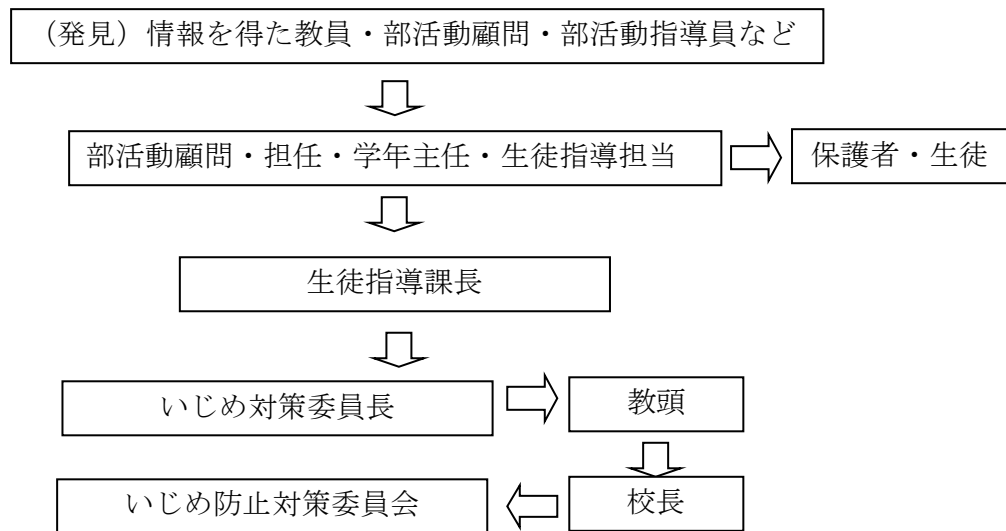 （発見）情報を得た教員・部活動顧問・部活動指導員など
部活動顧問・担任・学年主任・生徒指導担当
保護者・生徒
生徒指導課長
いじめ対策委員長
教頭
いじめ防止対策委員会
校長